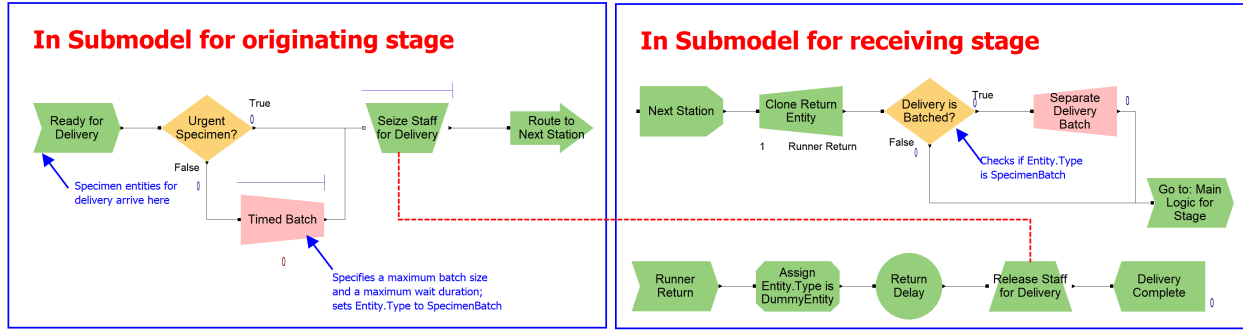 In Submodel for originating stage
Ready for
Delivery
Urgent
Specimen?
True
0
False
0
Seize Staff
for Delivery
Route to
Next Station
Specimen entities for
delivery arrive here
Timed Batch
0
Specifies a maximum batch size
and a maximum wait duration;
sets Entity.Type to SpecimenBatch
In Submodel for receiving stage
Next Station
Clone Return
Entity
1 Runner Return
Delivery is
Batched?
True
0
False
0
Separate
Delivery
Batch
0
Checks if Entity.Type
is SpecimenBatch
Go to: Main
Logic for
Stage
Runner
Return
Assign
Entity.Type is
DummyEntity
Return
Delay
Release Staff
for Delivery
Delivery
Complete
0